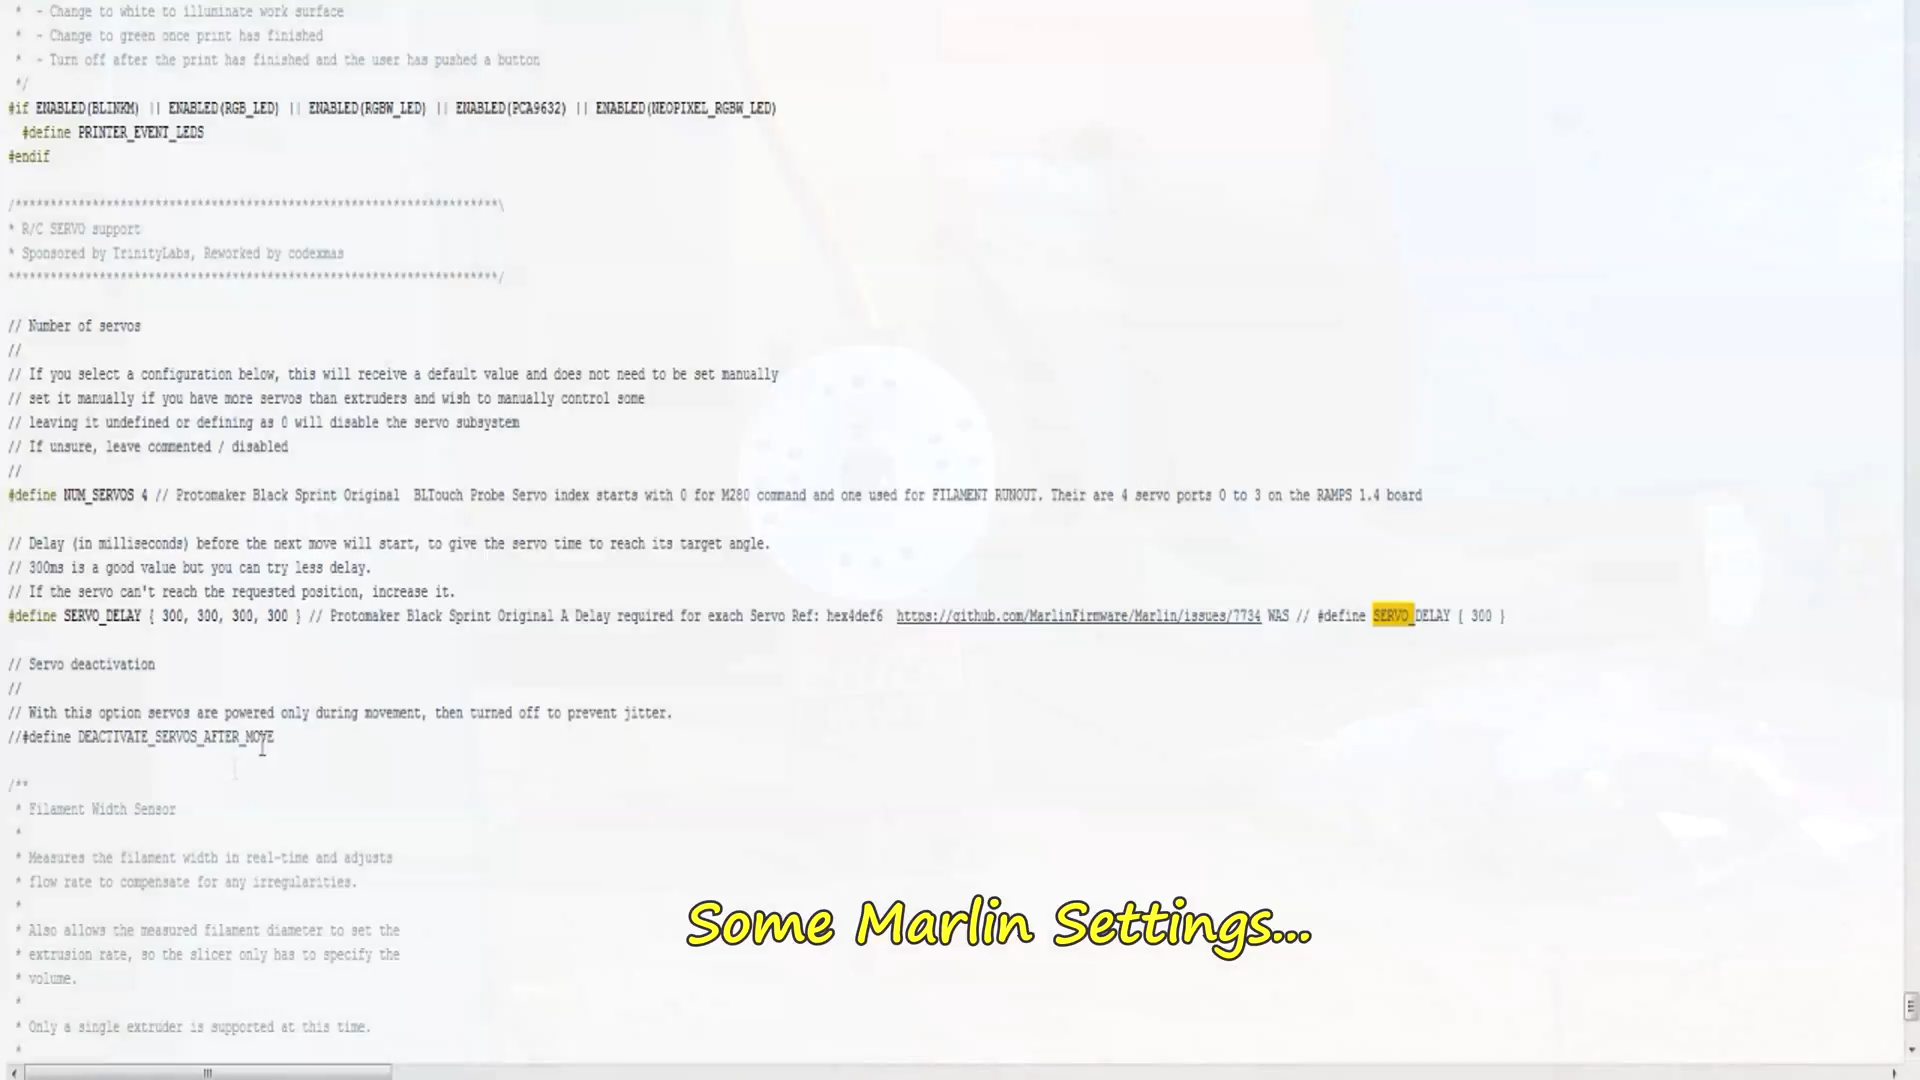 *  - Change to white to illuminate work surface
*  - Change to green once print has finished
*  - Turn off after the print has finished and the user has pushed a button
*/
#if ENABLED(BLINKM) || ENABLED(RGB_LED) || ENABLED(RGBW_LED) || ENABLED(PCA9632) || ENABLED(NEOPIXEL_RGBW_LED)
#define PRINTER_EVENT_LEDS
#endif
/*********************************************************************\
* R/C SERVO support
* Sponsored by TrinityLabs, Reworked by codexmas
*********************************************************************/
// Number of servos
//
// If you select a configuration below, this will receive a default value and does not need to be set manually
// set it manually if you have more servos than extruders and wish to manually control some
// leaving it undefined or defining as 0 will disable the servo subsystem
// If unsure, leave commented / disabled
//
#define NUM_SERVOS 4 // Protomaker Black Sprint Original  BLTouch Probe Servo index starts with 0 for M280 command and one used for FILAMENT RUNOUT. Their are 4 servo ports 0 to 3 on the RAMPS 1.4 board
// Delay (in milliseconds) before the next move will start, to give the servo time to reach its target angle.
// 300ms is a good value but you can try less delay.
// If the servo can't reach the requested position, increase it.
#define SERVO_DELAY { 300, 300, 300, 300 } // Protomaker Black Sprint Original A Delay required for exach Servo Ref: hex4def6  https://github.com/MarlinFirmware/Marlin/issues/7734 WAS // #define SERVO_DELAY { 300 }
// Servo deactivation
//
// With this option servos are powered only during movement, then turned off to prevent jitter.
//#define DEACTIVATE_SERVOS_AFTER_MOVE
/**
* Filament Width Sensor
*
* Measures the filament width in real-time and adjusts
* flow rate to compensate for any irregularities.
*
* Also allows the measured filament diameter to set the
* extrusion rate, so the slicer only has to specify the
* volume.
*
* Only a single extruder is supported at this time.
*
Some Marlin Settings...